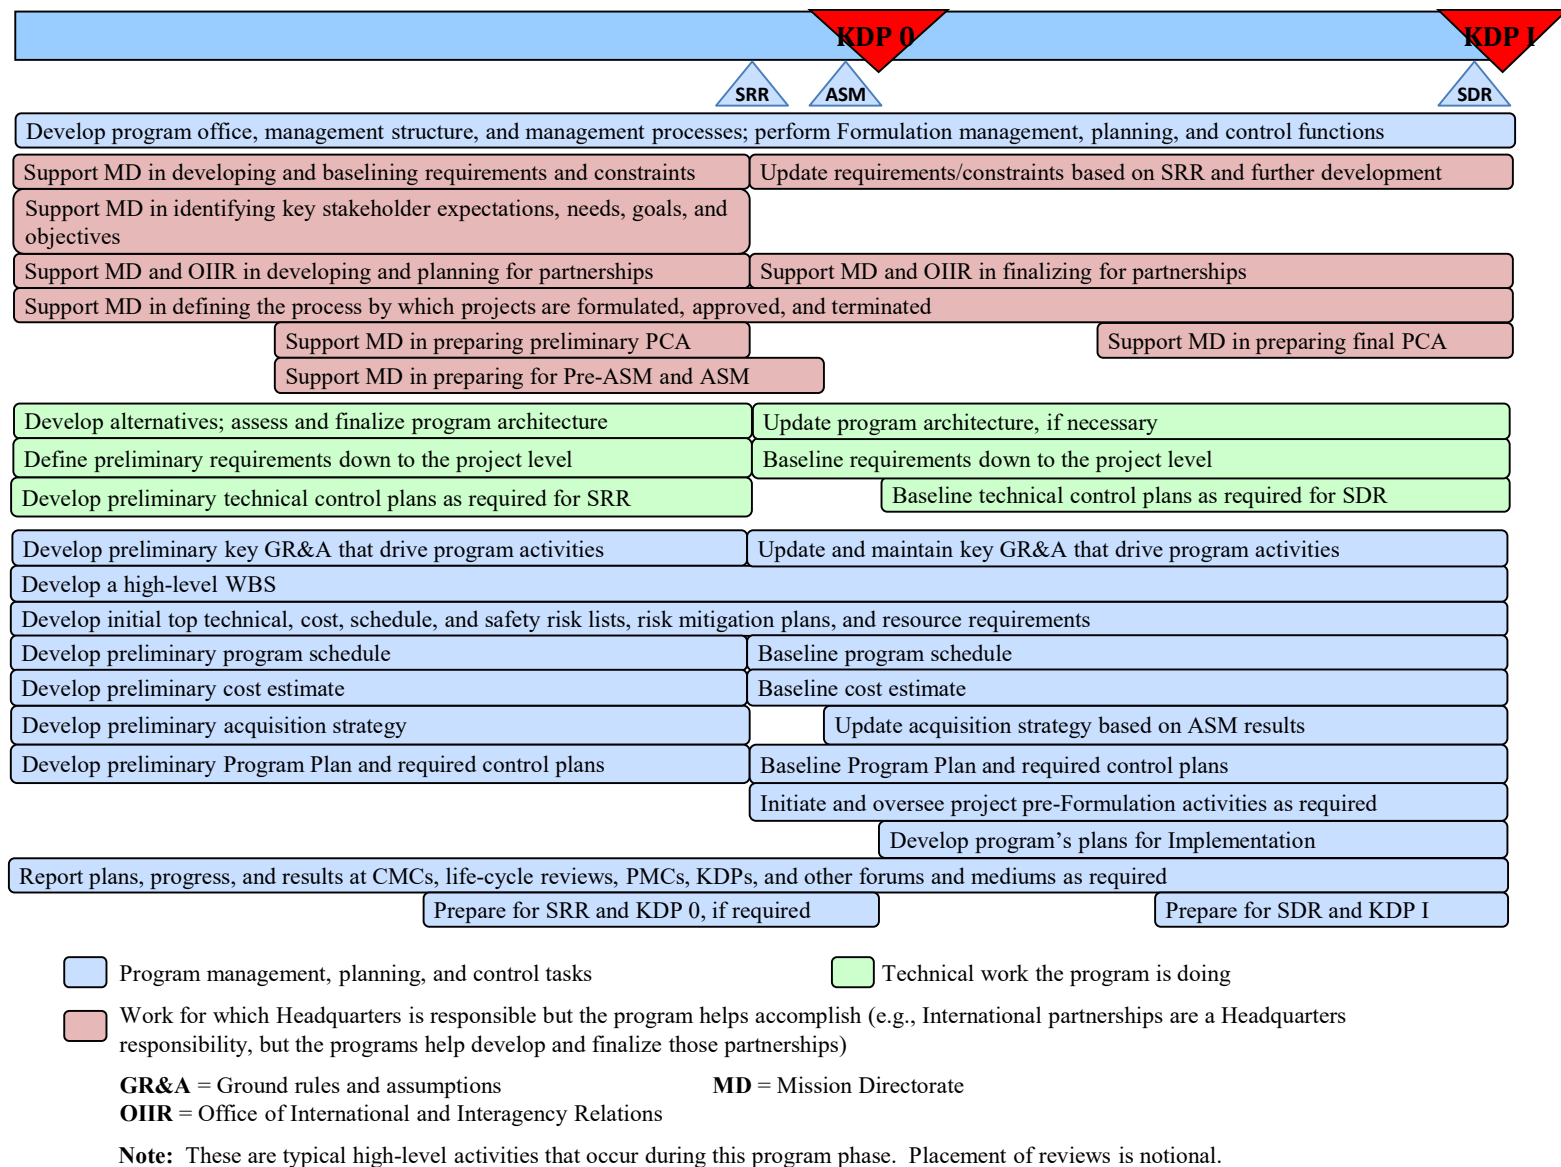 KDP 0
KDP I
SRR
ASM
SDR
Develop program office, management structure, and management processes; perform Formulation management, planning, and control functions
Support MD in developing and baselining requirements and constraints
Update requirements/constraints based on SRR and further development
Support MD in identifying key stakeholder expectations, needs, goals, and
objectives
Support MD and OIIR in developing and planning for partnerships
Support MD and OIIR in finalizing for partnerships
Support MD in defining the process by which projects are formulated, approved, and terminated
Support MD in preparing preliminary PCA
Support MD in preparing final PCA
Support MD in preparing for Pre-ASM and ASM
Develop alternatives; assess and finalize program architecture
Update program architecture, if necessary
Define preliminary requirements down to the project level
Baseline requirements down to the project level
Develop preliminary technical control plans as required for SRR
Baseline technical control plans as required for SDR
Develop preliminary key GR&A that drive program activities
Update and maintain key GR&A that drive program activities
Develop a high-level WBS
Develop initial top technical, cost, schedule, and safety risk lists, risk mitigation plans, and resource requirements
Develop preliminary program schedule
Baseline program schedule
Develop preliminary cost estimate
Baseline cost estimate
Develop preliminary acquisition strategy
Update acquisition strategy based on ASM results
Develop preliminary Program Plan and required control plans
Baseline Program Plan and required control plans
Initiate and oversee project pre-Formulation activities as required
Develop program’s plans for Implementation
Report plans, progress, and results at CMCs, life-cycle reviews, PMCs, KDPs, and other forums and mediums as required
Prepare for SRR and KDP 0, if required
Prepare for SDR and KDP I
Program management, planning, and control tasks
Technical work the program is doing
Work for which Headquarters is responsible but the program helps accomplish (e.g., International partnerships are a Headquarters
responsibility, but the programs help develop and finalize those partnerships)
GR&A = Ground rules and assumptions
MD = Mission Directorate
OIIR = Office of International and Interagency Relations
Note: These are typical high-level activities that occur during this program phase. Placement of reviews is notional.